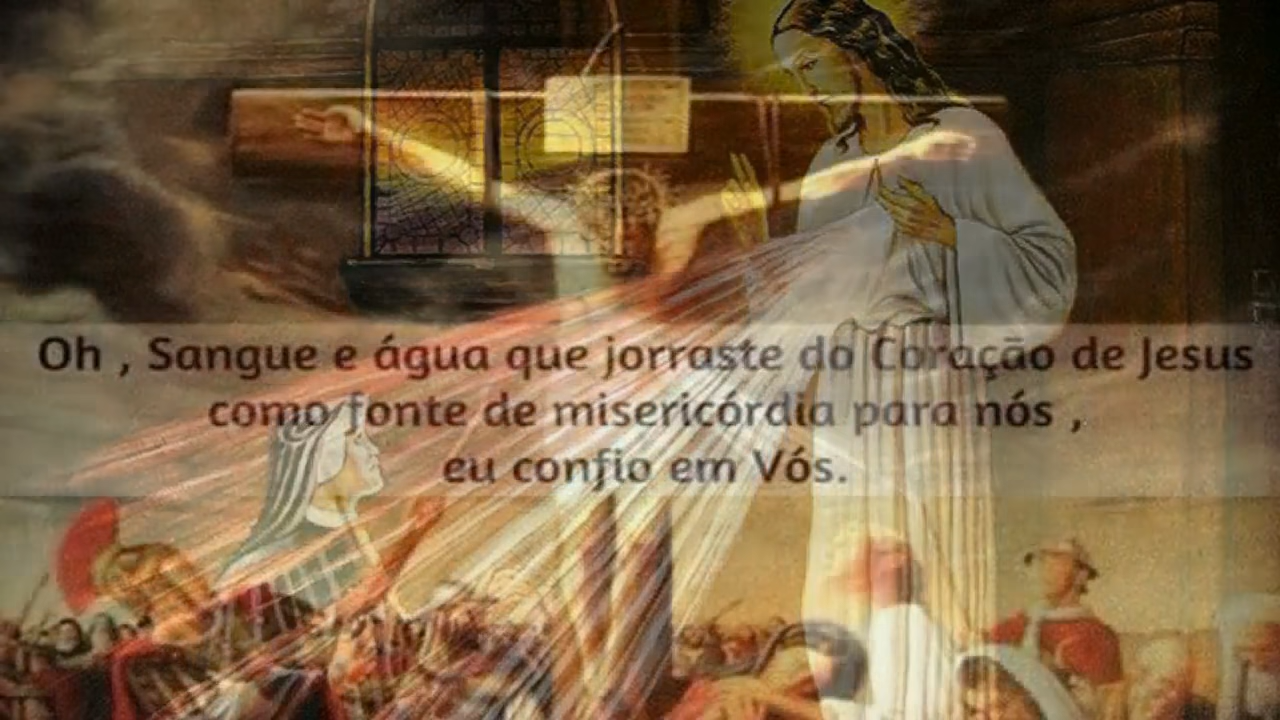 Oh , Sangue e água que jorraste do Coração de Jesus
como fonte de misericórdia para nós ,
eu confio em Vós.